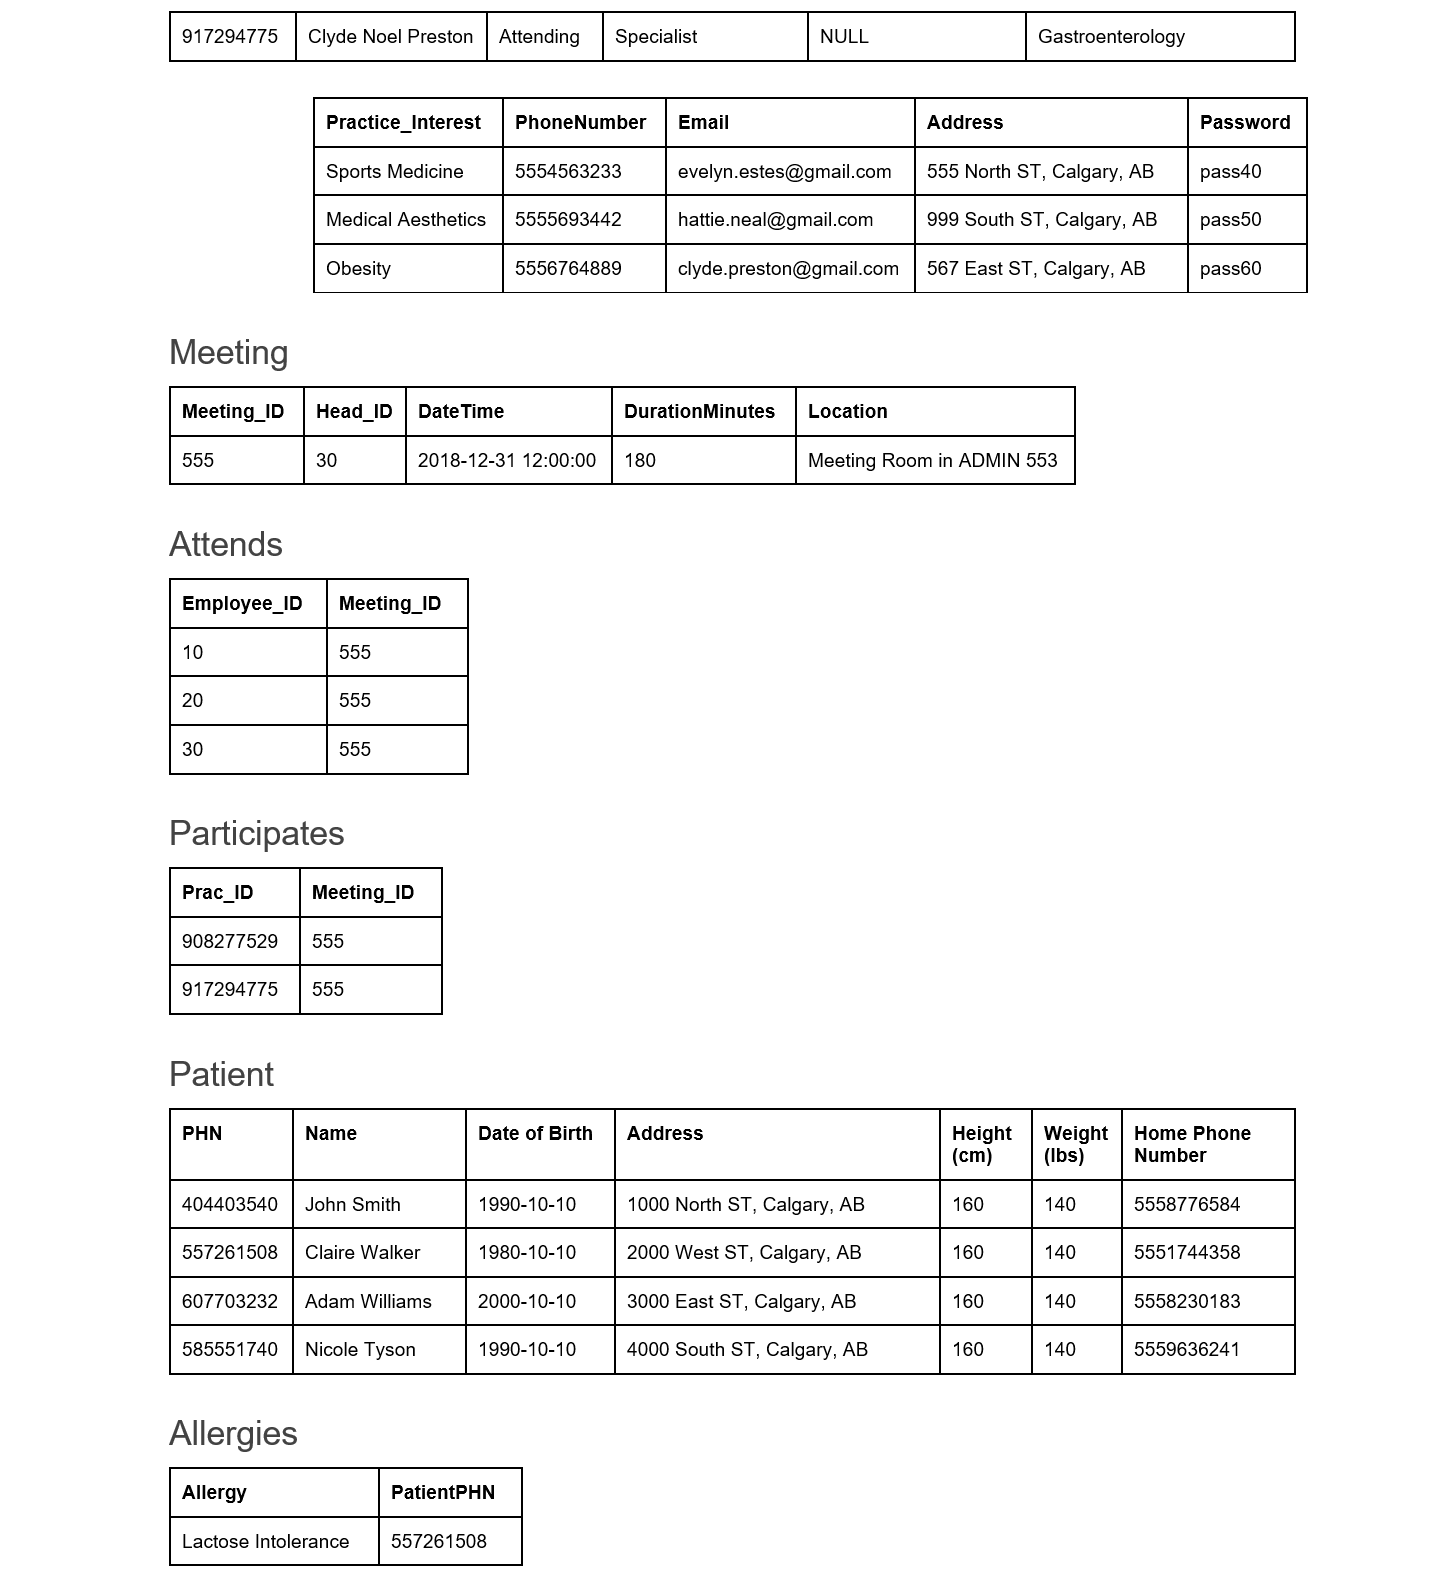 917294775 Clyde Noel Preston Attending Specialist NULL Gastroenterology
Practice_Interest PhoneNumber Email Address Password
Sports Medicine 5554563233 evelyn.estes@gmail.com 555 North ST, Calgary, AB pass40
Medical Aesthetics 5555693442 hattie.neal@gmail.com 999 South ST, Calgary, AB pass50
Obesity 5556764889 clyde.preston@gmail.com 567 East ST, Calgary, AB pass60
Meeting
Meeting_ID Head_ID DateTime DurationMinutes Location
555 30 2018-12-31 12:00:00 180 Meeting Room in ADMIN 553
Attends
Employee_ID Meeting_ID
10 555
20 555
30 555
Participates
Prac_ID Meeting_ID
908277529 555
917294775 555
Patient
PHN Name Date of Birth Address Height Weight Home Phone
(cm) (lbs) Number
404403540 John Smith 1990-10-10 1000 North ST, Calgary, AB 160 140 5558776584
557261508 Claire Walker 1980-10-10 2000 West ST, Calgary, AB 160 140 5551744358
607703232 Adam Williams 2000-10-10 3000 East ST, Calgary, AB 160 140 5558230183
585551740 Nicole Tyson 1990-10-10 4000 South ST, Calgary, AB 160 140 5559636241
Allergies
Allergy PatientPHN
Lactose Intolerance 557261508